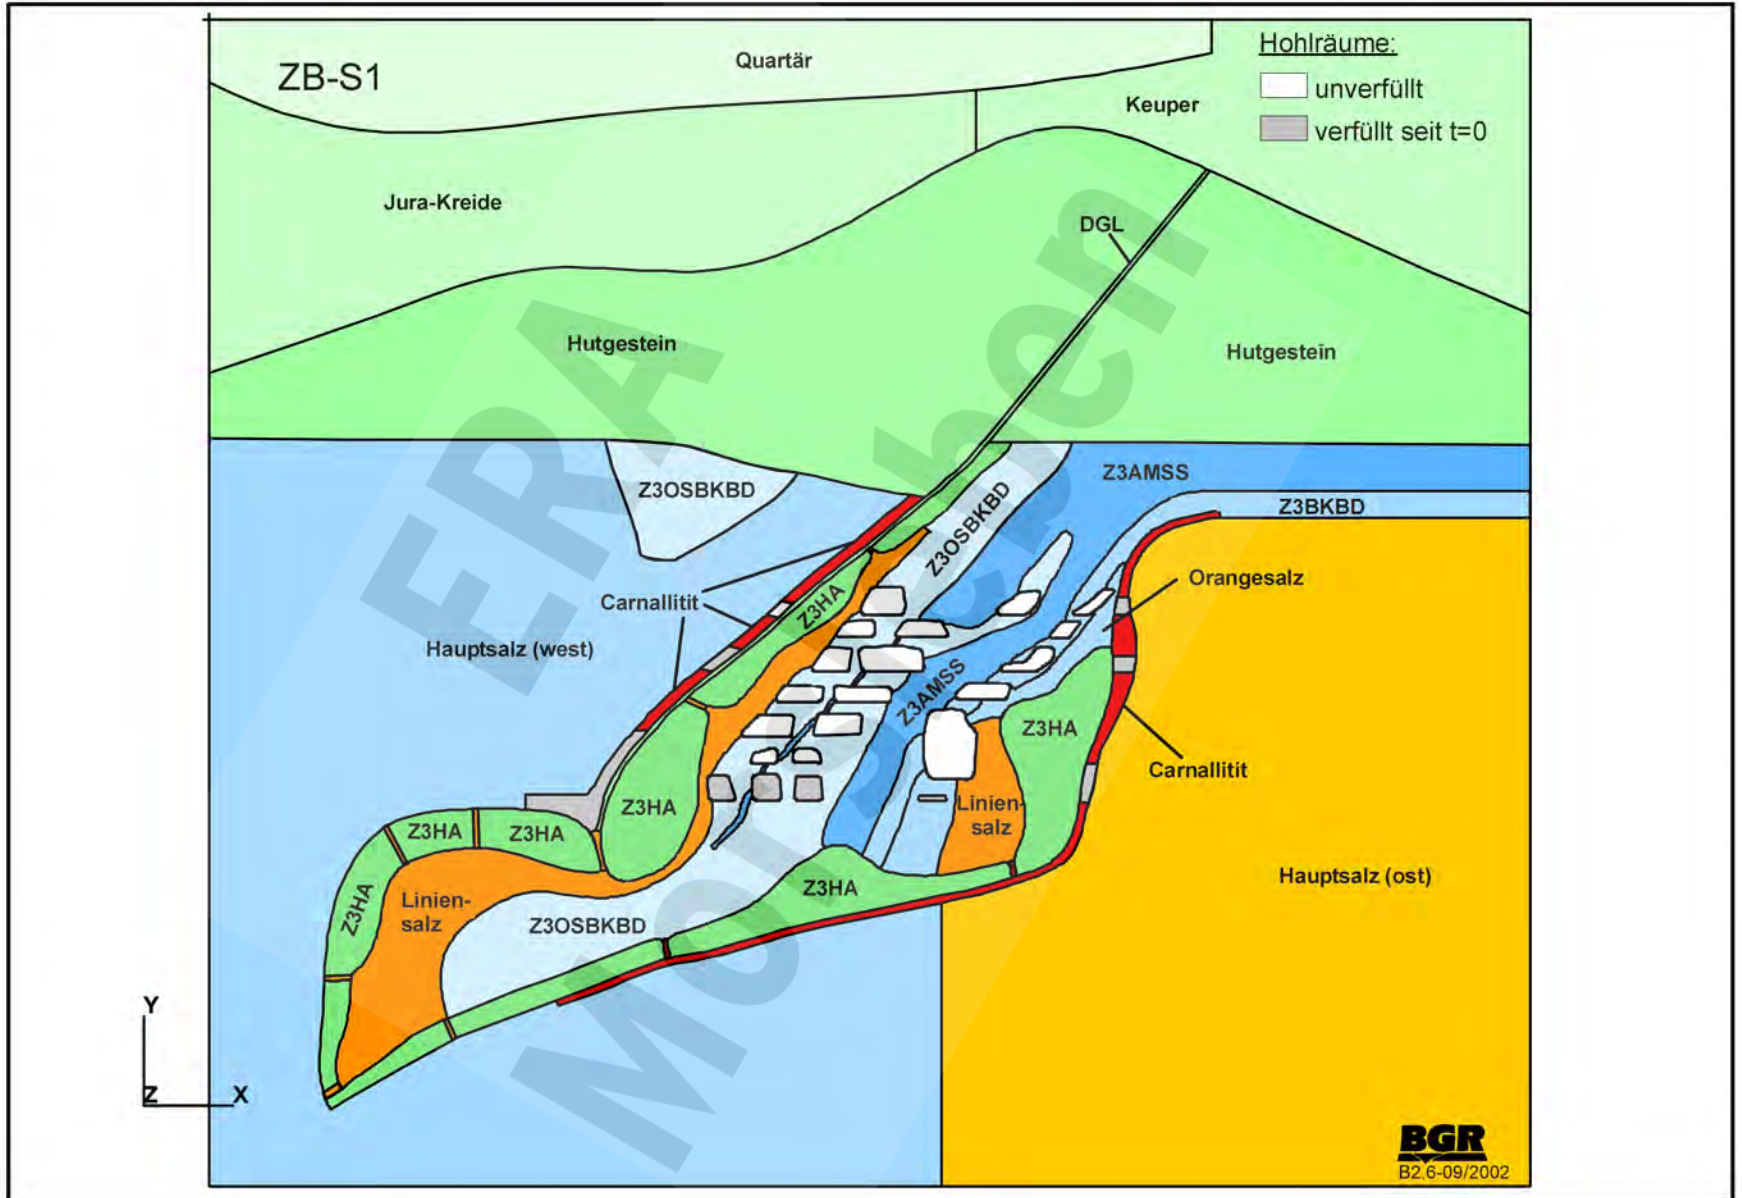 ZB-S1
Quartär
Hohlräume:
unverfüllt
verfüllt seit t=0
Keuper
Jura-Kreide
DGL
Hutgestein
Hutgestein
Z3OSBKBD
Z3AMSS
Z3BKBD
Z3OSBKBD
Orangesalz
Carnallitit
Z3HA
Hauptsalz (west)
Z3AMSS
Z3HA
Carnallitit
Z3HA
Linien-
salz
Z3HA
Z3HA
Z3HA
Z3HA
Linien-
salz
Z3OSBKBD
Hauptsalz (ost)
Y
Z
X
ERA
Morsleben
BGR
B2.6-09/2002